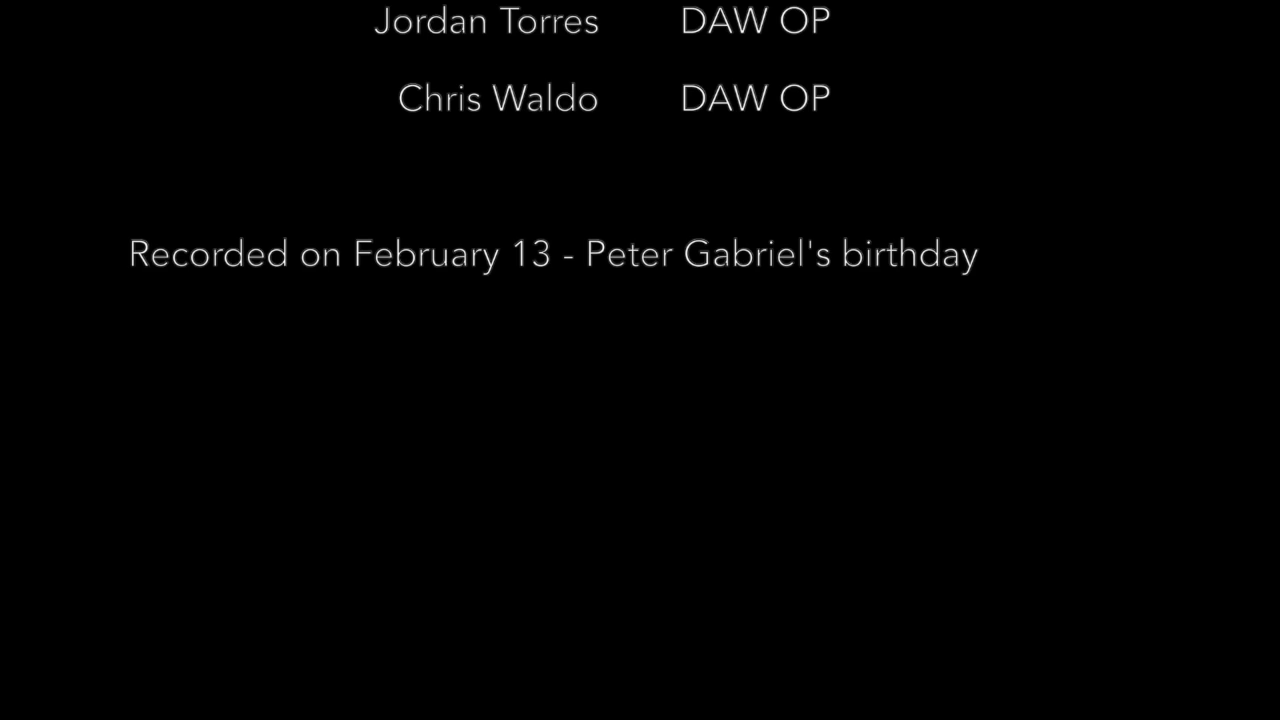 Jordan Torres DAW OP
Chris Waldo DAW OP
Recorded on February 13 - Peter Gabriel's birthday